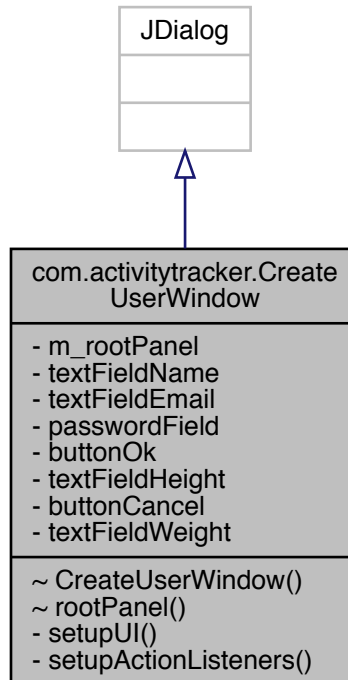 JDialog
com.activitytracker.Create
UserWindow
- m_rootPanel
- textFieldName
- textFieldEmail
- passwordField
- buttonOk
- textFieldHeight
- buttonCancel
- textFieldWeight
~ CreateUserWindow()
~ rootPanel()
- setupUI()
- setupActionListeners()